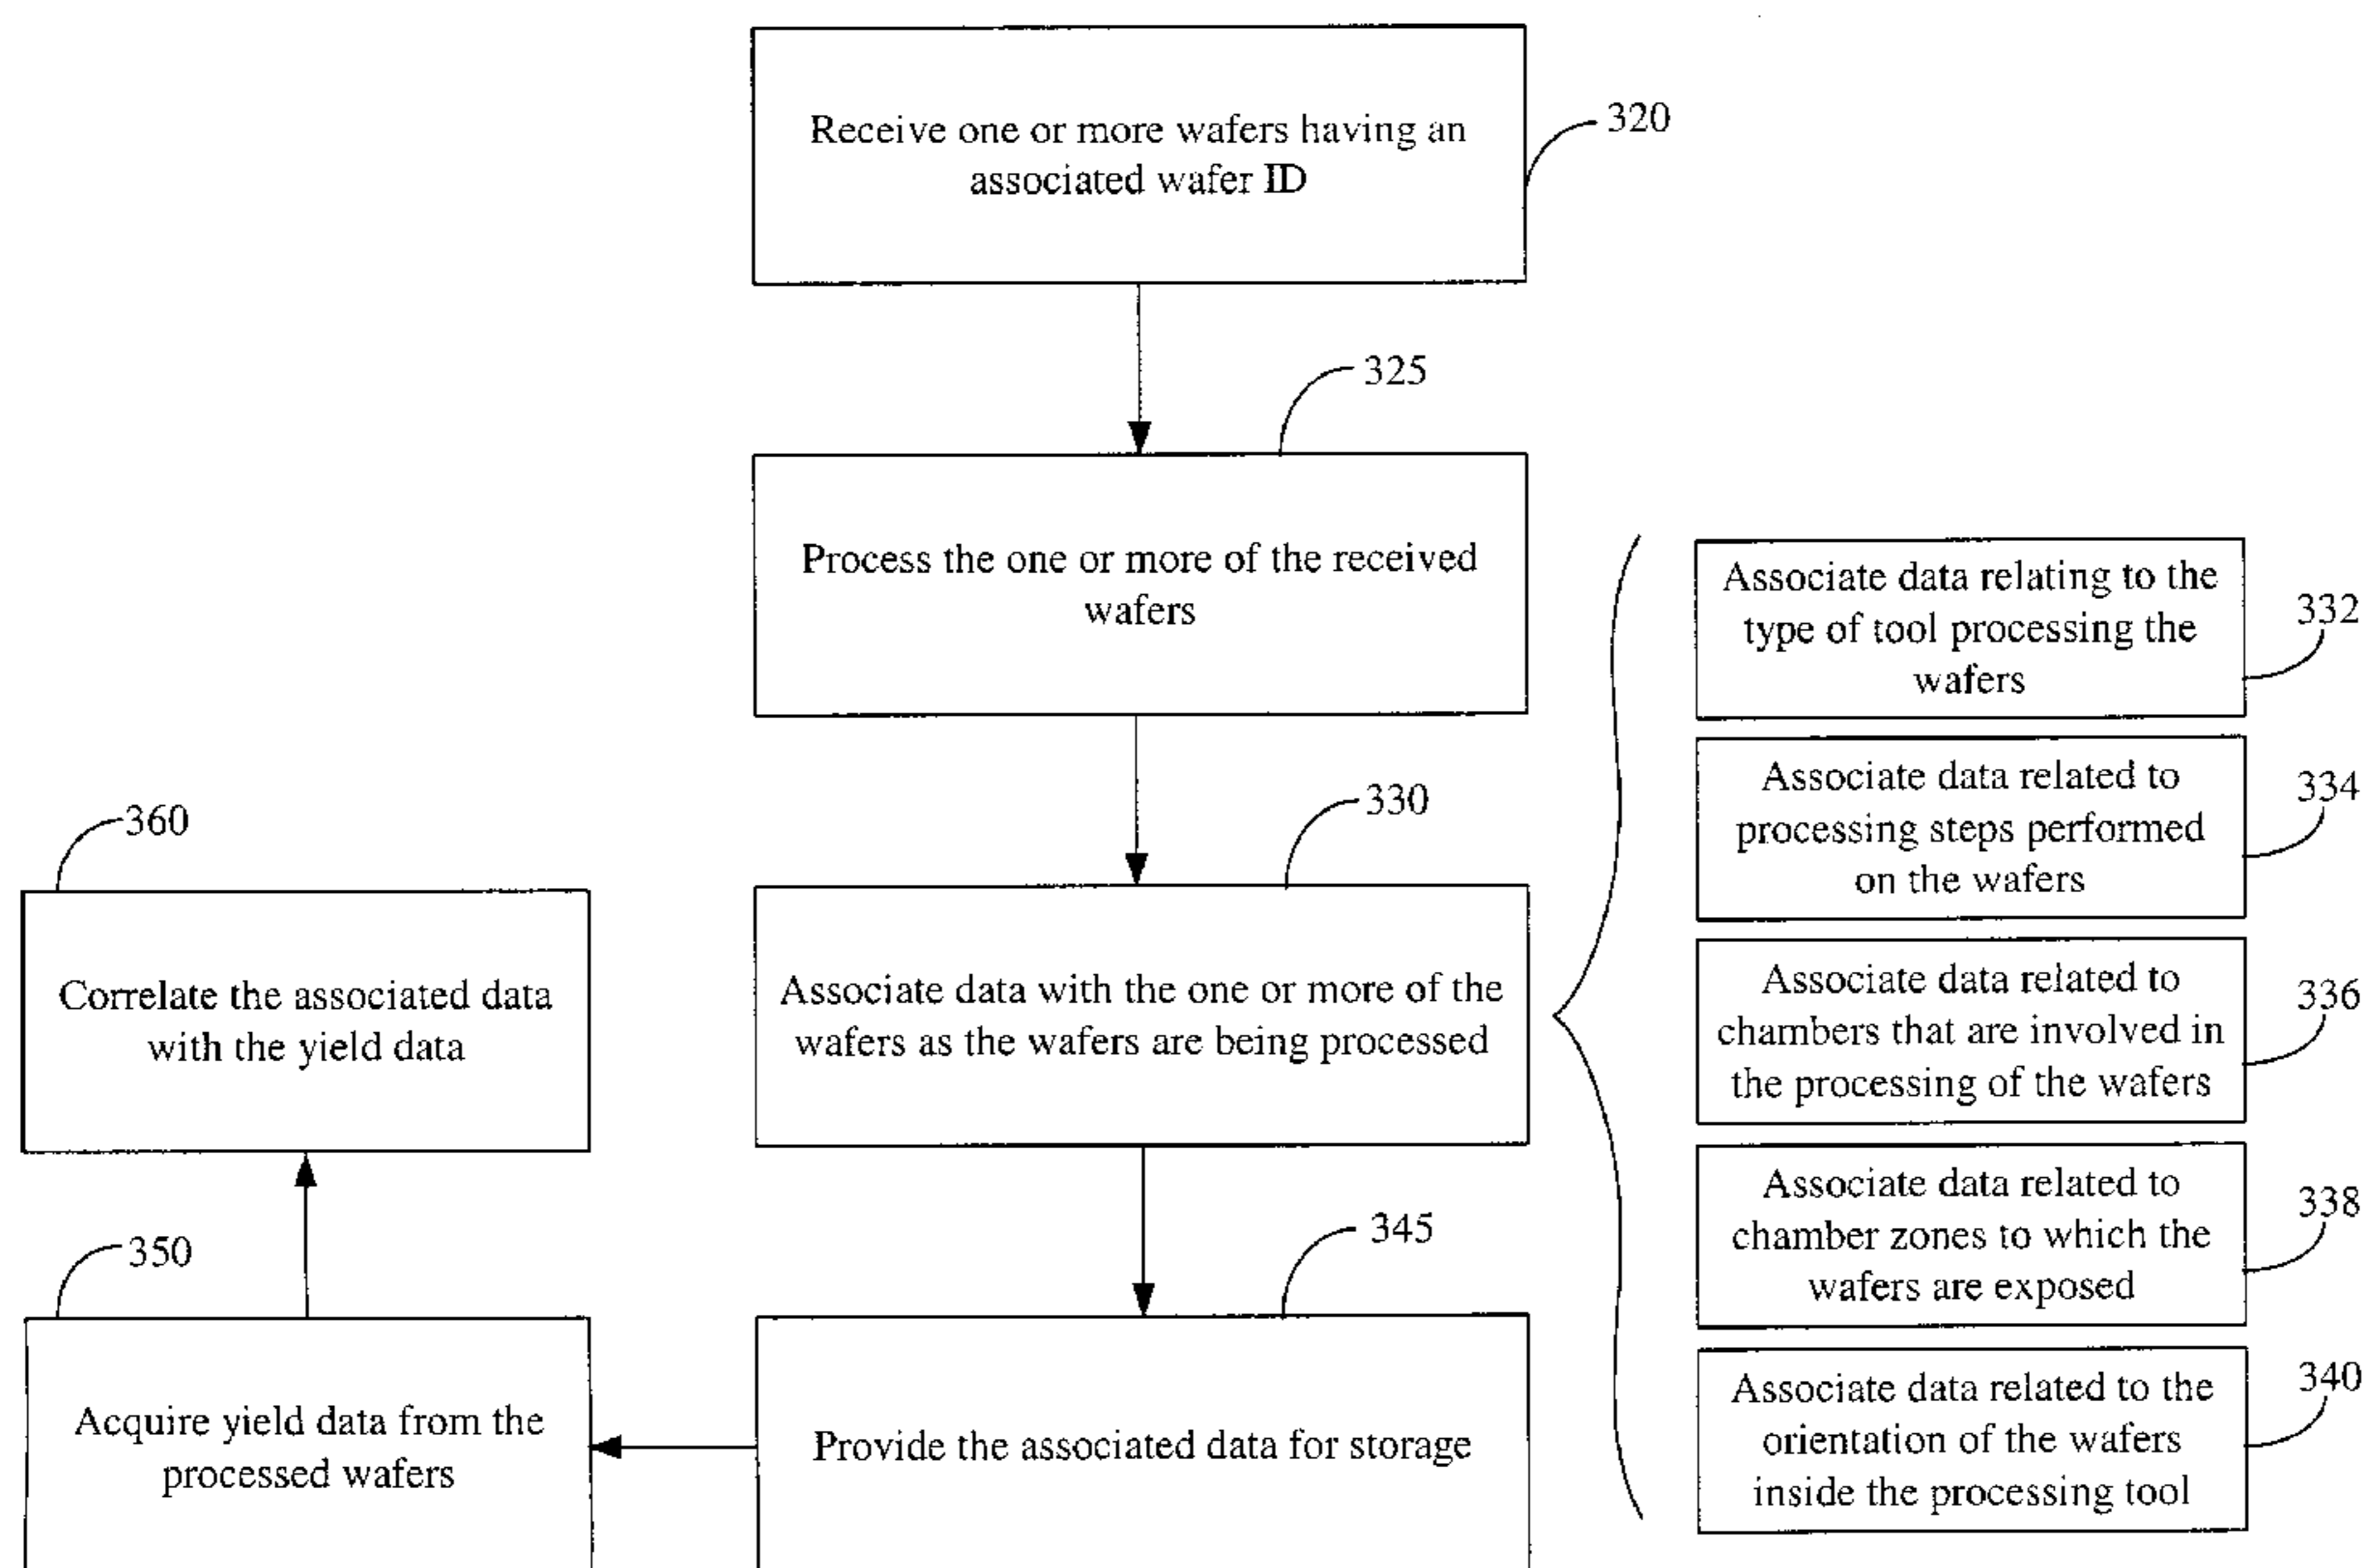 Receive one or more wafers having an
associated wafer ID
320
325
Process the one or more of the received
wafers
330
Associate data with the one or more of the
wafers as the wafers are being processed
Associate data relating to the
type of tool processing the
wafers
332
Associate data related to
processing steps performed
on the wafers
334
Associate data related to
chambers that are involved in
the processing of the wafers
336
Associate data related to
chamber zones to which the
wafers are exposed
338
Associate data related to the
orientation of the wafers
inside the processing tool
340
345
Provide the associated data for storage
350
Acquire yield data from the
processed wafers
360
Correlate the associated data
with the yield data